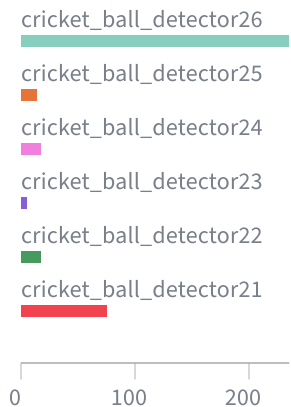 cricket_ball_detector26
cricket_ball_detector25
cricket_ball_detector24
cricket_ball_detector23
cricket_ball_detector22
cricket_ball_detector21
0 100 200